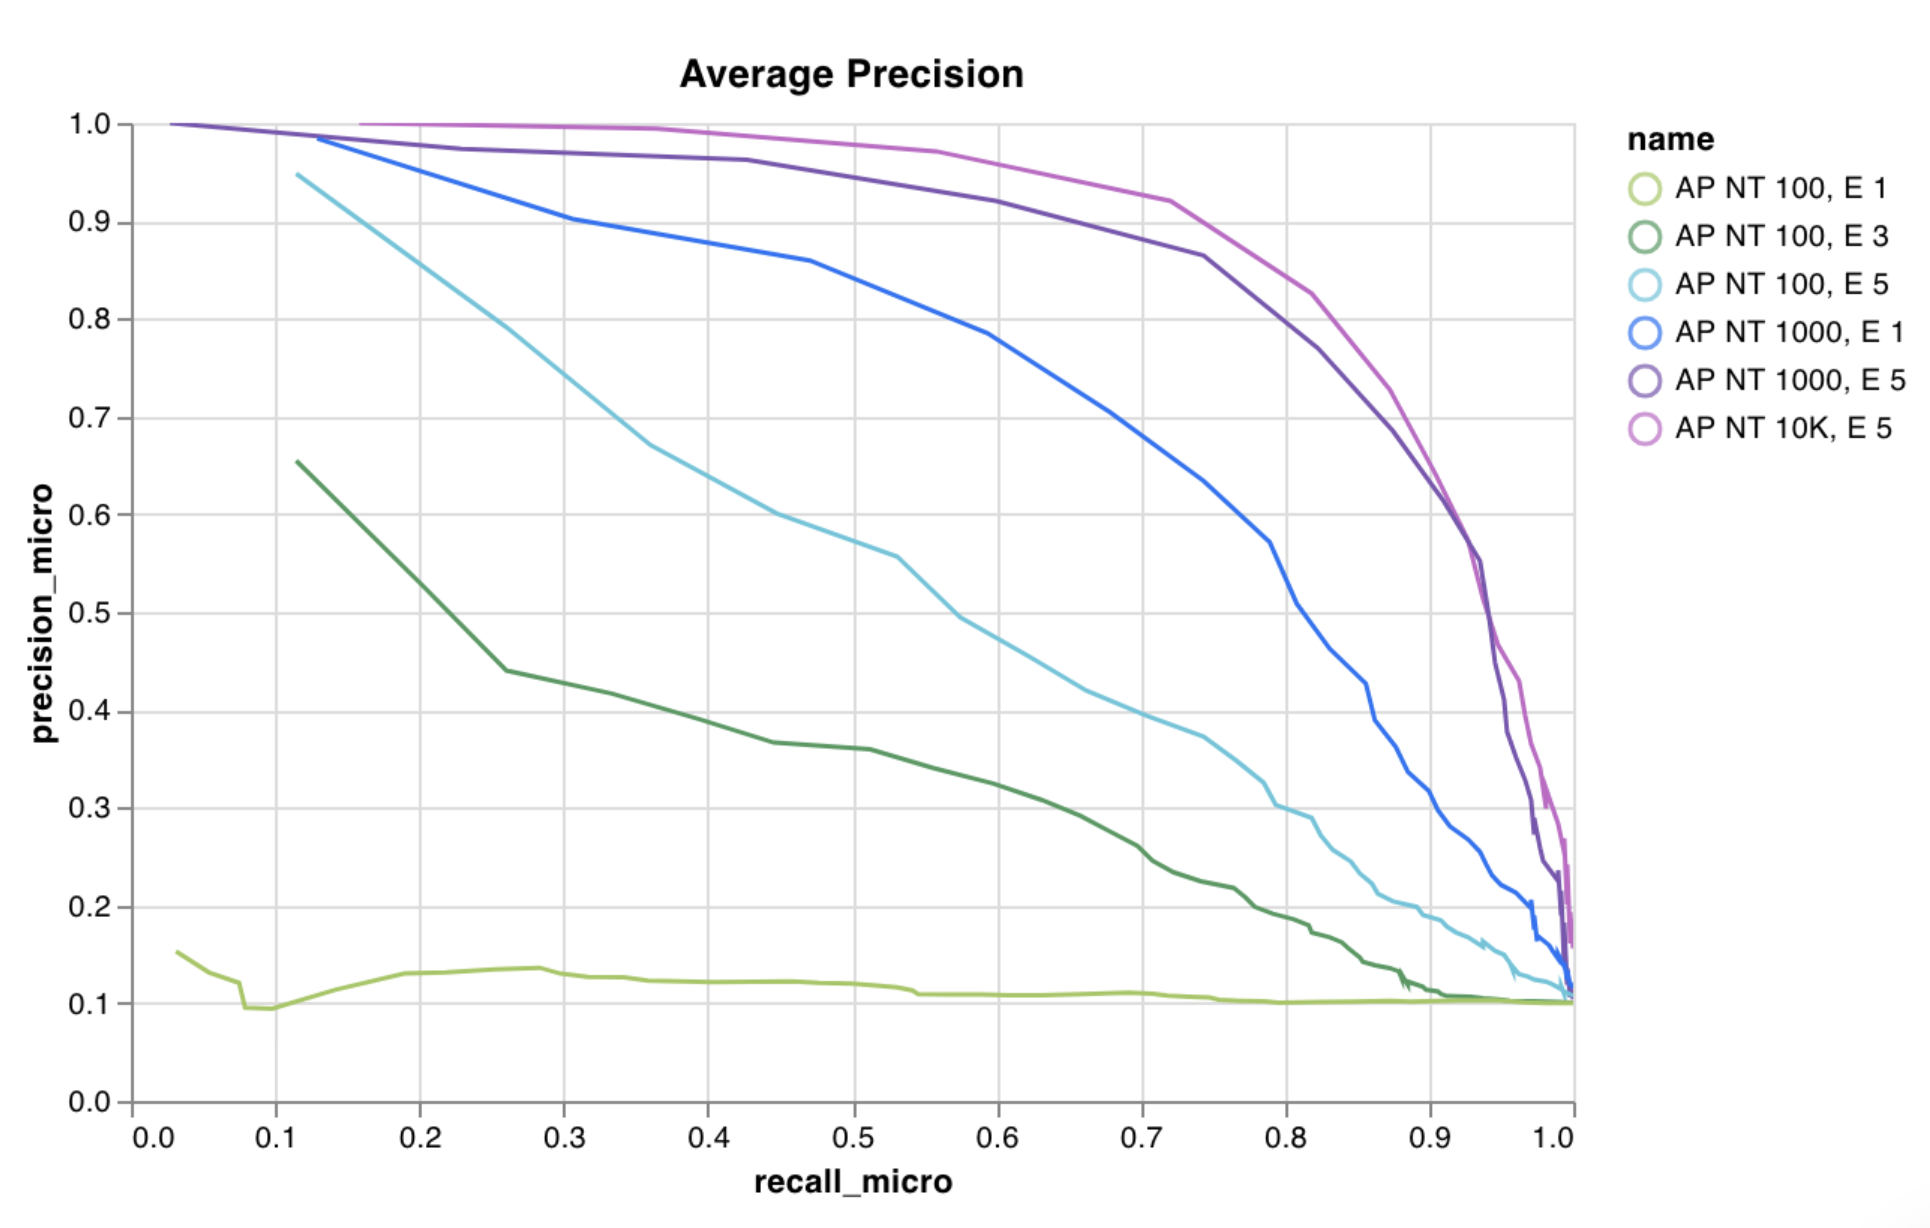 Average Precision
1.0
0.9
0.8
0.7
0.6
0.5
0.4
0.3
0.2
0.1
0.0
precision_micro
0.0 0.1 0.2 0.3 0.4 0.5 0.6 0.7 0.8 0.9 1.0
recall_micro
name
AP NT 100, E 1
AP NT 100, E 3
AP NT 100, E 5
AP NT 1000, E 1
AP NT 1000, E 5
AP NT 10K, E 5